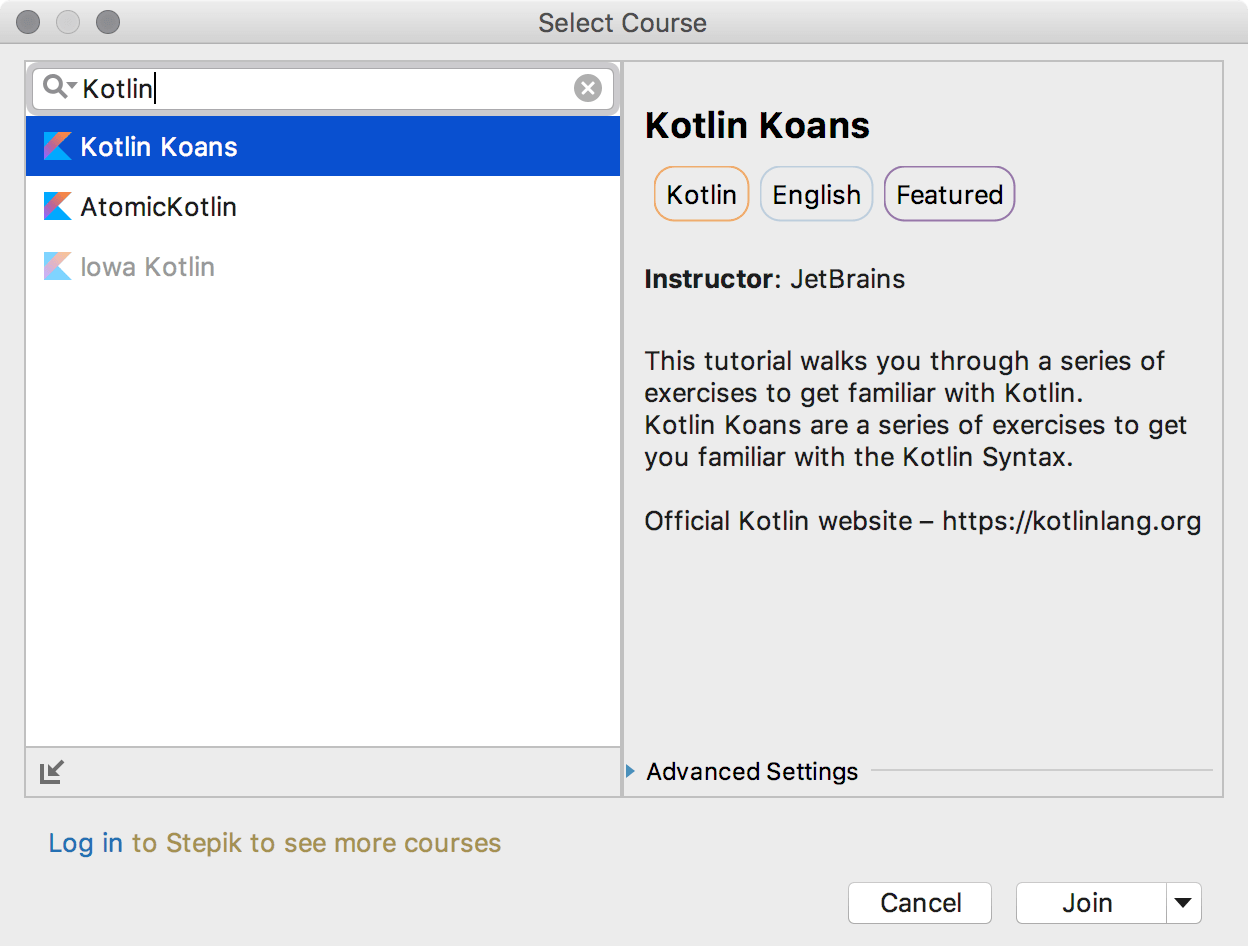 Select Course
Kotlin
Kotlin Koans
AtomicKotlin
Iowa Kotlin
Kotlin Koans
Kotlin English Featured
Instructor: JetBrains
This tutorial walks you through a series of
exercises to get familiar with Kotlin.
Kotlin Koans are a series of exercises to get
you familiar with the Kotlin Syntax.
Official Kotlin website – https://kotlinlang.org
Advanced Settings
Log in to Stepik to see more courses
Cancel Join